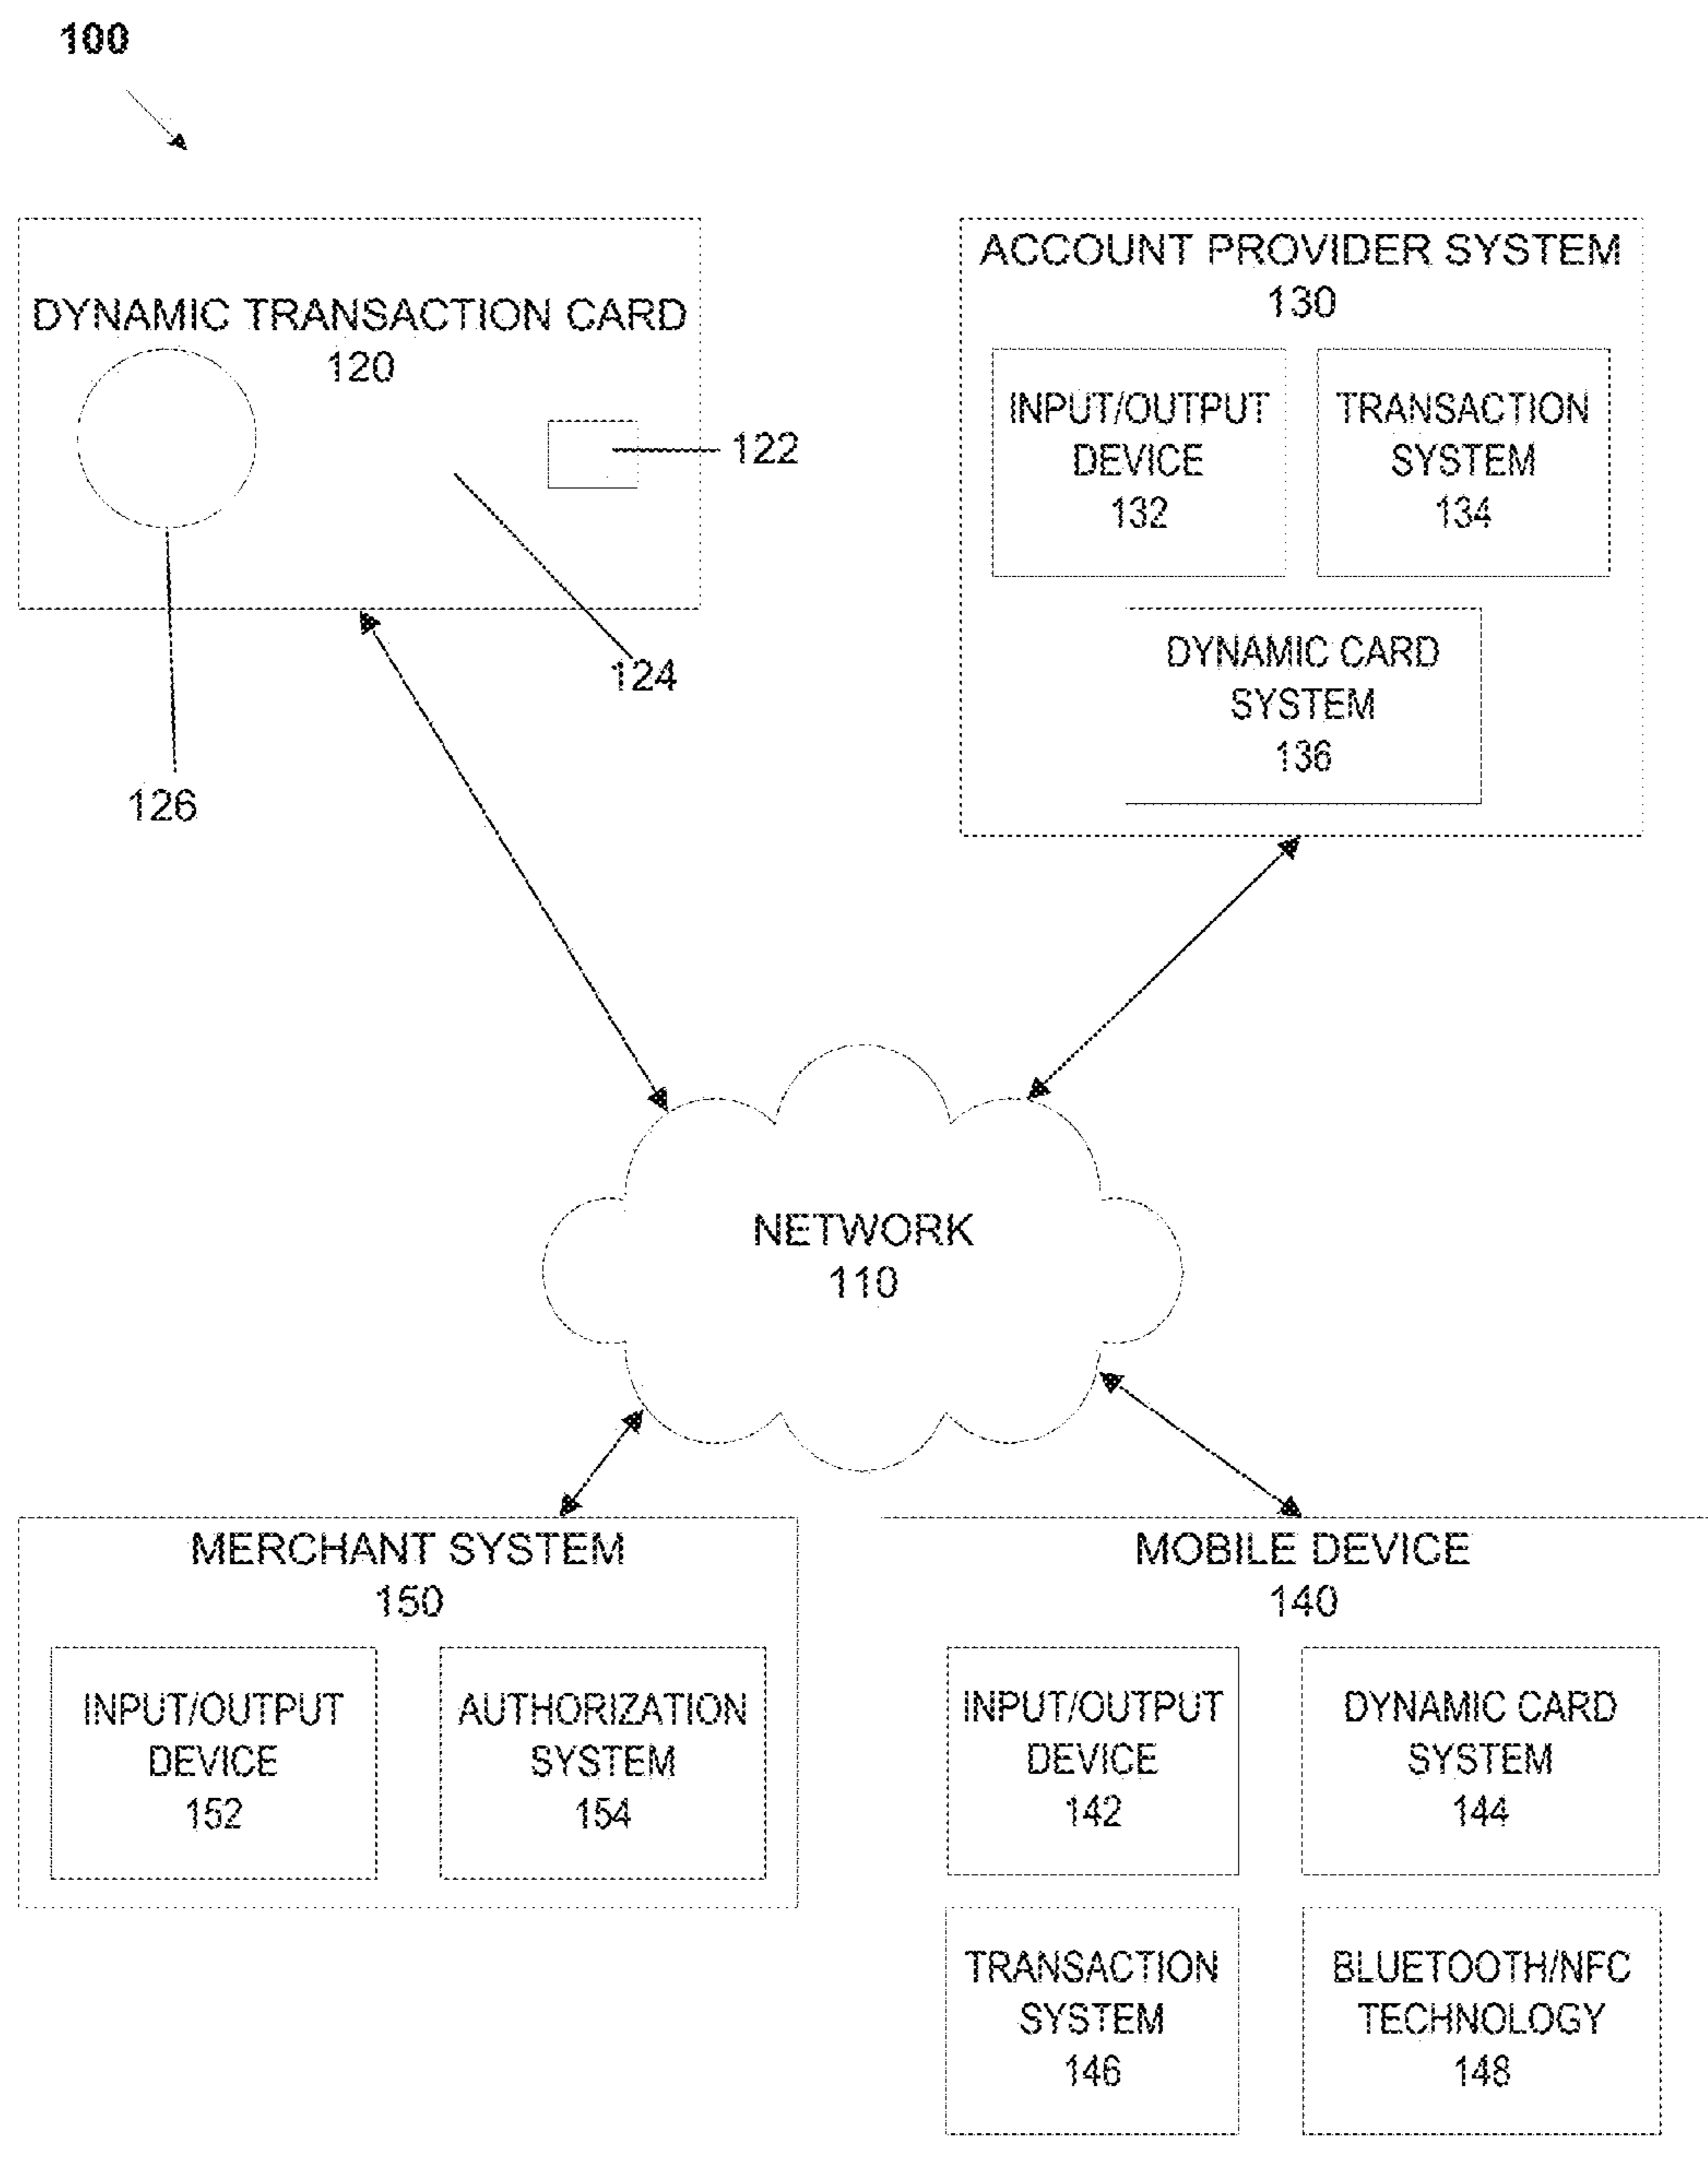 100
DYNAMIC TRANSACTION CARD
120
122
124
126
ACCOUNT PROVIDER SYSTEM
130
INPUT/OUTPUT
DEVICE
132
TRANSACTION
SYSTEM
134
DYNAMIC CARD
SYSTEM
136
NETWORK
110
MERCHANT SYSTEM
150
INPUT/OUTPUT
DEVICE
152
AUTHORIZATION
SYSTEM
154
MOBILE DEVICE
140
INPUT/OUTPUT
DEVICE
142
DYNAMIC CARD
SYSTEM
144
TRANSACTION
SYSTEM
146
BLUETOOTH/NFC
TECHNOLOGY
148